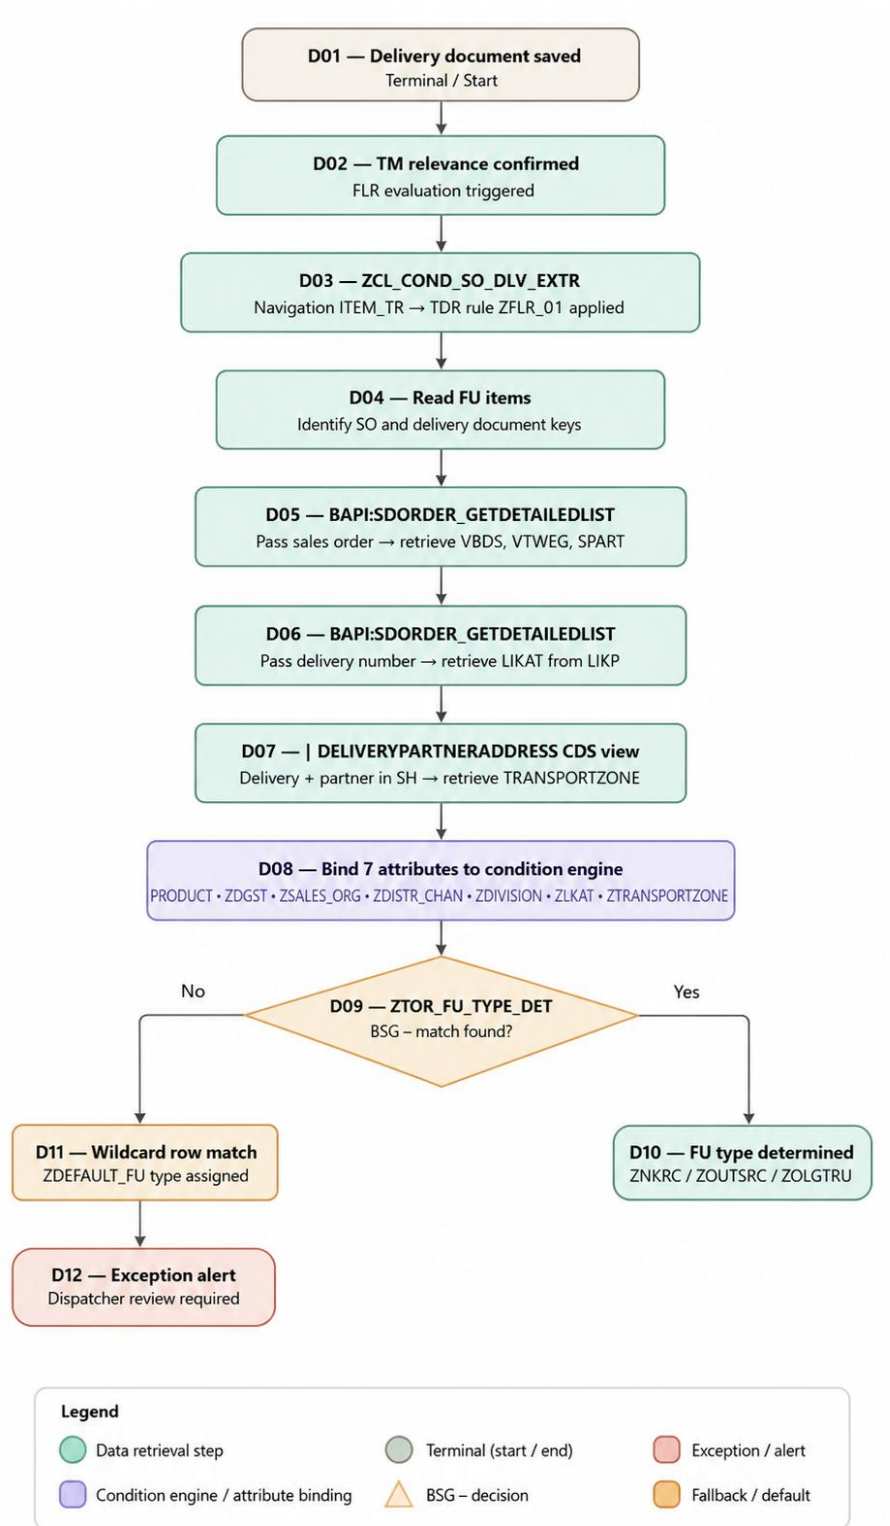 D01 — Delivery document saved
Terminal / Start
D02 — TM relevance confirmed
FLR evaluation triggered
D03 — ZCL_COND_SO_DLV_EXTR
Navigation ITEM_TR → TDR rule ZFLR_01 applied
D04 — Read FU items
Identify SO and delivery document keys
D05 — BAPI:SDORDER_GETDETAILEDLIST
Pass sales order → retrieve VBDS, VTWEG, SPART
D06 — BAPI:SDORDER_GETDETAILEDLIST
Pass delivery number → retrieve LIKAT from LIKP
D07 — | DELIVERYPARTNERADDRESS CDS view
Delivery + partner in SH → retrieve TRANSPORTZONE
D08 — Bind 7 attributes to condition engine
PRODUCT • ZDGST • ZSALES_ORG • ZDISTR_CHAN • ZDIVISION • ZLKAT • ZTRANSPORTZONE
No
Yes
D09 — ZTOR_FU_TYPE_DET
BSG – match found?
D11 — Wildcard row match
ZDEFAULT_FU type assigned
D10 — FU type determined
ZNKRC / ZOUTSRC / ZOLGTRU
D12 — Exception alert
Dispatcher review required
Legend
Data retrieval step
Terminal (start / end)
Exception / alert
Condition engine / attribute binding
BSG – decision
Fallback / default